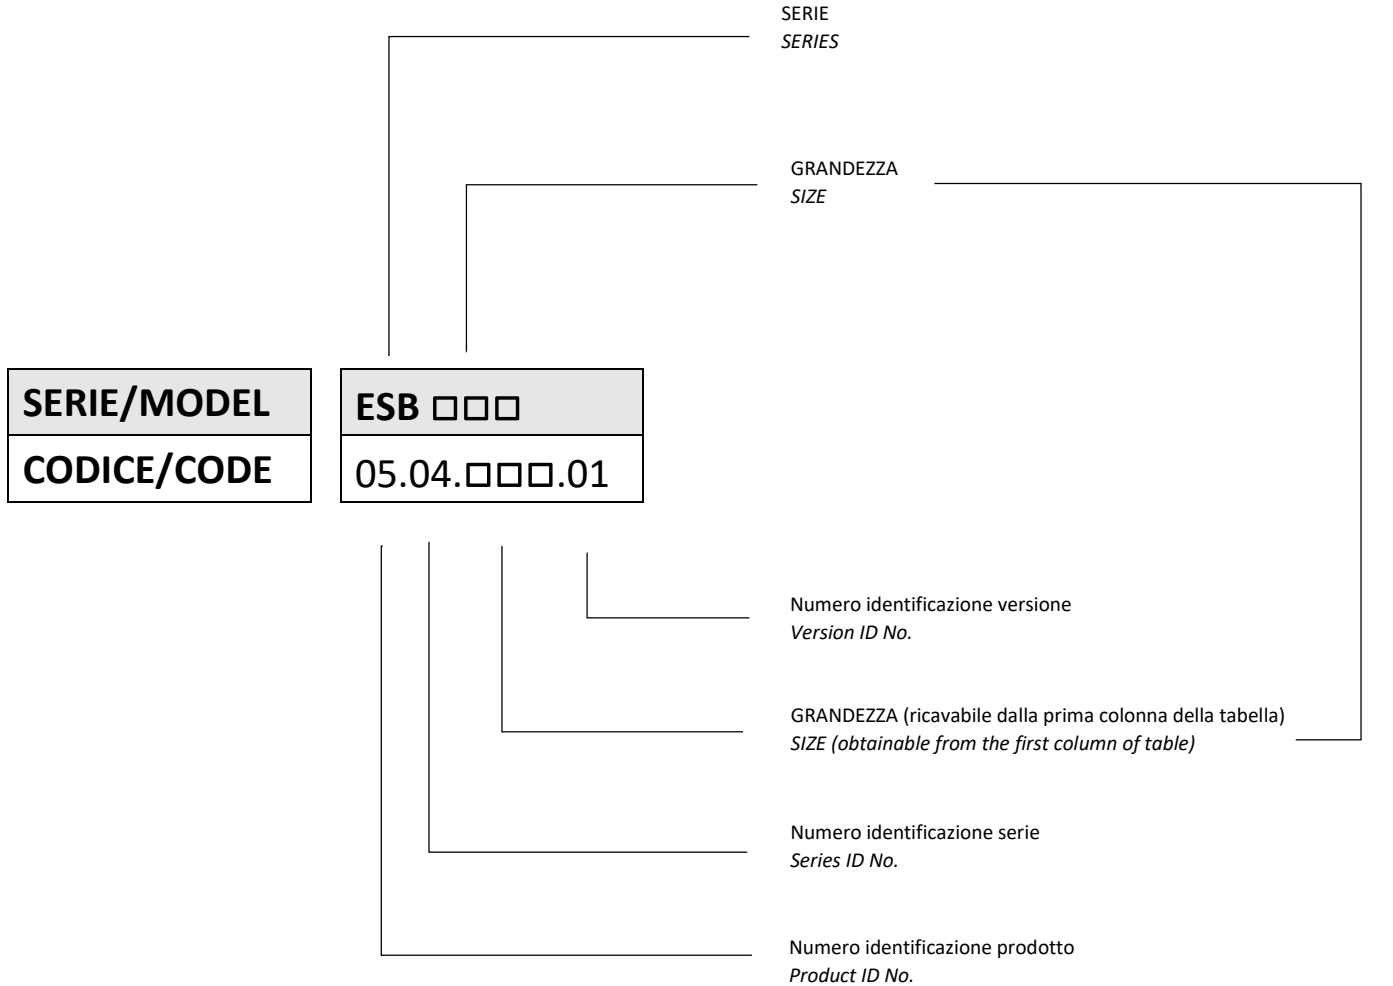 SERIE
SERIES
GRANDEZZA
SIZE
SERIE/MODEL
ESB □□□
CODICE/CODE
05.04.□□□.01
Numero identificazione versione
Version ID No.
GRANDEZZA (ricavabile dalla prima colonna della tabella)
SIZE (obtainable from the first column of table)
Numero identificazione serie
Series ID No.
Numero identificazione prodotto
Product ID No.